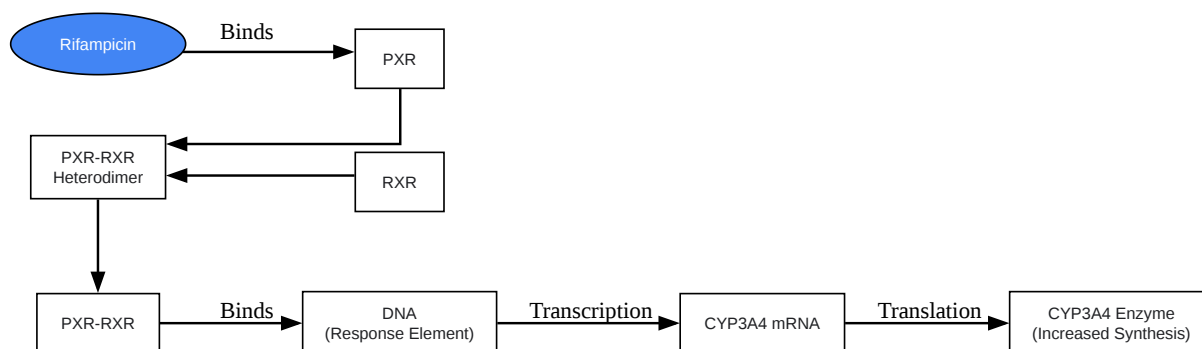 Rifampicin
Binds
PXR
PXR-RXR
Heterodimer
RXR
PXR-RXR
Binds
DNA
(Response Element)
Transcription
CYP3A4 mRNA
Translation
CYP3A4 Enzyme
(Increased Synthesis)